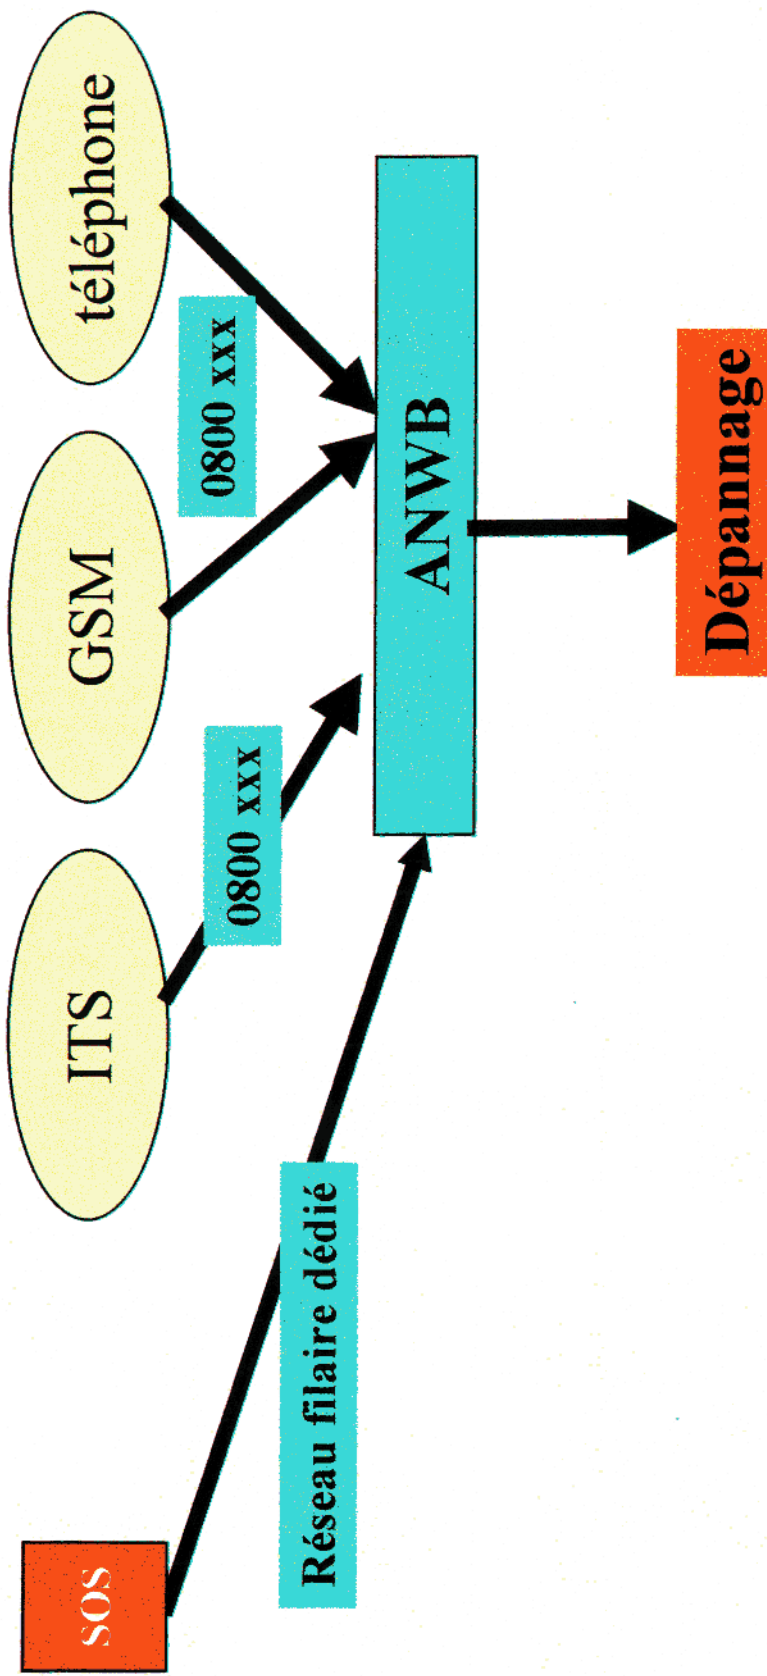 SOS
ITS
GSM
téléphone
Réseau filaire dédié
0800 xxx
0800 xxx
ANWB
Dépannage